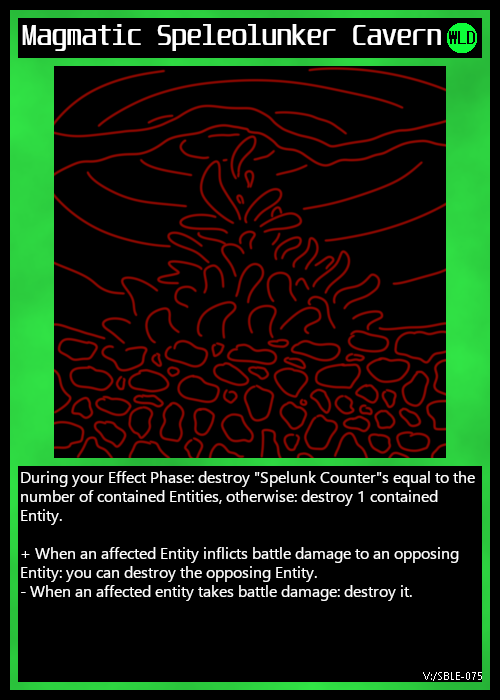 Magmatic Speleolunker Cavern WLD
During your Effect Phase: destroy "Spelunk Counter"s equal to the
number of contained Entities, otherwise: destroy 1 contained
Entity.
+ When an affected Entity inflicts battle damage to an opposing
Entity: you can destroy the opposing Entity.
- When an affected entity takes battle damage: destroy it.
V:/SBLE-075